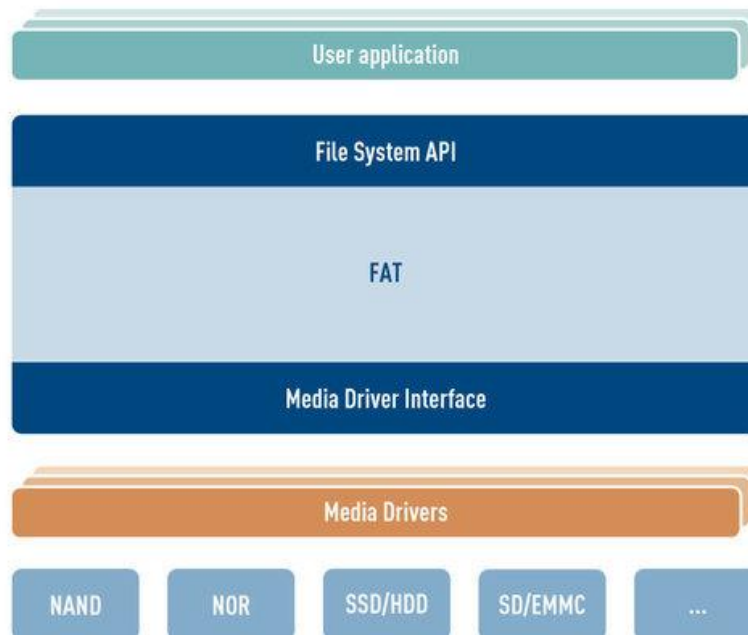 User application
File System API
FAT
Media Driver Interface
Media Drivers
NAND
NOR
SSD/HDD
SD/EMMC
...